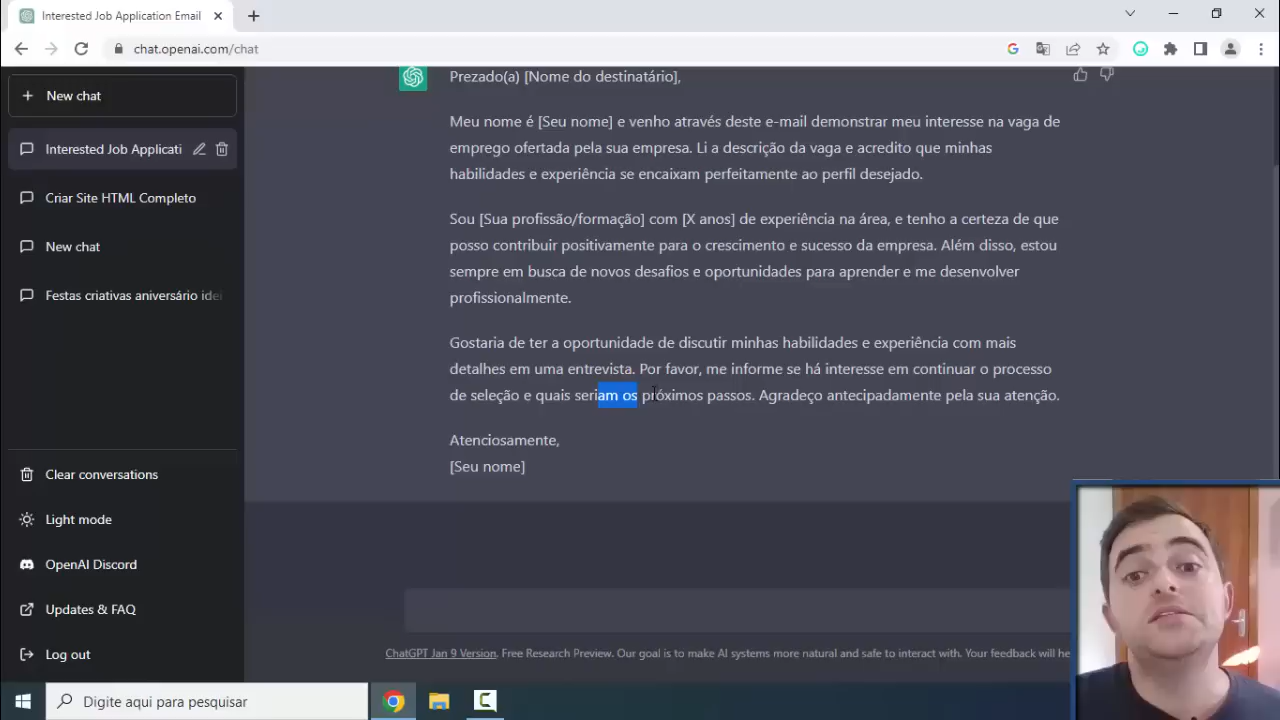 Interested Job Application Email
chat.openai.com/chat
New chat
Interested Job Applicati
Criar Site HTML Completo
New chat
Festas criativas aniversário idei
Clear conversations
Light mode
OpenAI Discord
Updates & FAQ
Log out
Prezado(a) [Nome do destinatário],
Meu nome é [Seu nome] e venho através deste e-mail demonstrar meu interesse na vaga de
emprego ofertada pela sua empresa. Li a descrição da vaga e acredito que minhas
habilidades e experiência se encaixam perfeitamente ao perfil desejado.
Sou [Sua profissão/formação] com [X anos] de experiência na área, e tenho a certeza de que
posso contribuir positivamente para o crescimento e sucesso da empresa. Além disso, estou
sempre em busca de novos desafios e oportunidades para aprender e me desenvolver
profissionalmente.
Gostaria de ter a oportunidade de discutir minhas habilidades e experiência com mais
detalhes em uma entrevista. Por favor, me informe se há interesse em continuar o processo
de seleção e quais seriam os próximos passos. Agradeço antecipadamente pela sua atenção.
Atenciosamente,
[Seu nome]
ChatGPT Jan 9 Version. Free Research Preview. Our goal is to make AI systems more natural and safe to interact with. Your feedback will he
Digite aqui para pesquisar